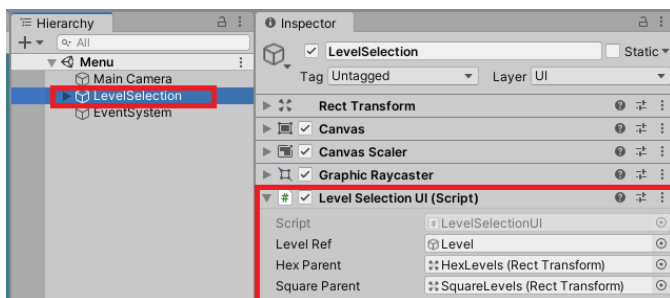 Hierarchy
All
Menu
Main Camera
LevelSelection
EventSystem
Inspector
LevelSelection
Static
Tag Untagged Layer UI
Rect Transform
Canvas
Canvas Scaler
Graphic Raycaster
# Level Selection UI (Script)
Script LevelSelectionUI
Level Ref Level
Hex Parent HexLevels (Rect Transform)
Square Parent SquareLevels (Rect Transform)